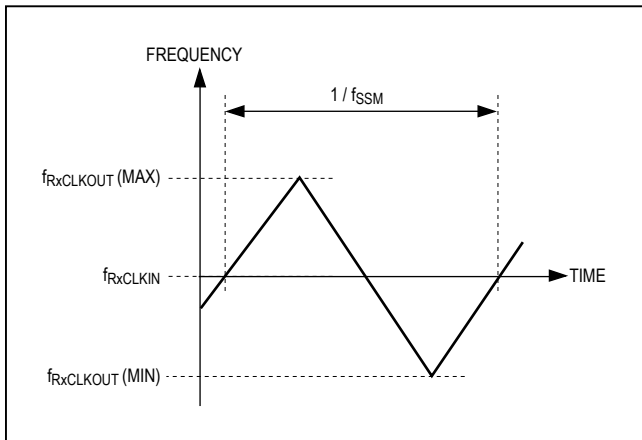 FREQUENCY
1 / fSSM
fRxCLKOUT (MAX)
fRxCLKIN
TIME
fRxCLKOUT (MIN)